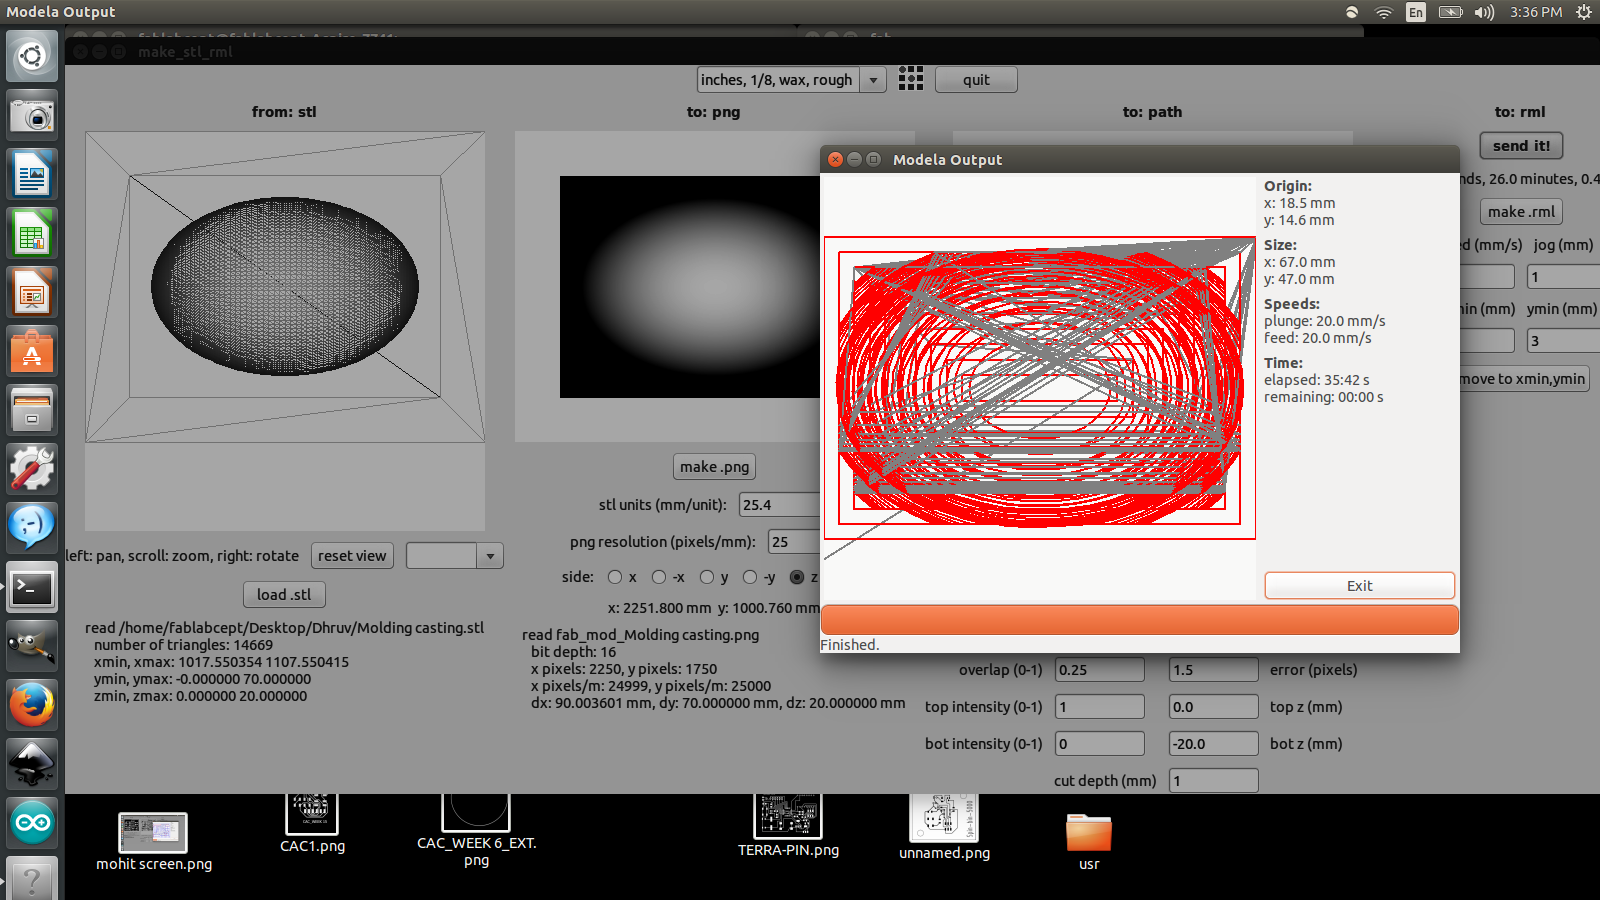 Modela Output
En
3:36 PM
make_stl_rml
inches, 1/8, wax, rough
quit
from: stl
to: png
to: path
to: rml
send it!
nds, 26.0 minutes, 0.4
make .rml
ed (mm/s) jog (mm)
1
in (mm) ymin (mm)
3
move to xmin,ymin
Modela Output
Origin:
x: 18.5 mm
y: 14.6 mm
Size:
x: 67.0 mm
y: 47.0 mm
Speeds:
plunge: 20.0 mm/s
feed: 20.0 mm/s
Time:
elapsed: 35:42 s
remaining: 00:00 s
Exit
Finished.
make .png
stl units (mm/unit): 25.4
png resolution (pixels/mm): 25
side: x -x y -y z
x: 2251.800 mm y: 1000.760 mm
left: pan, scroll: zoom, right: rotate
reset view
load .stl
read /home/fablabcept/Desktop/Dhruv/Molding casting.stl
number of triangles: 14669
xmin, xmax: 1017.550354 1107.550415
ymin, ymax: -0.000000 70.000000
zmin, zmax: 0.000000 20.000000
read fab_mod_Molding casting.png
bit depth: 16
x pixels: 2250, y pixels: 1750
x pixels/m: 24999, y pixels/m: 25000
dx: 90.003601 mm, dy: 70.000000 mm, dz: 20.000000 mm
overlap (0-1) 0.25 1.5 error (pixels)
top intensity (0-1) 1 0.0 top z (mm)
bot intensity (0-1) 0 -20.0 bot z (mm)
cut depth (mm) 1
mohit screen.png
CAC1.png
CAC_WEEK 6_EXT.
png
TERRA-PIN.png
unnamed.png
usr